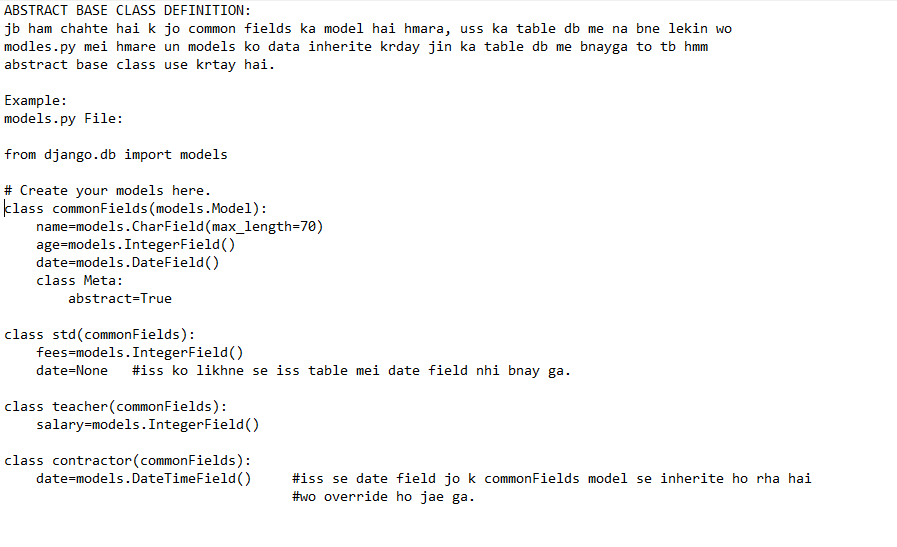 ABSTRACT BASE CLASS DEFINITION:
jb ham chahte hai k jo common fields ka model hai hmara, uss ka table db me na bne lekin wo
modles.py mei hmare un models ko data inherite krday jin ka table db me bnayga to tb hmm
abstract base class use krtay hai.

Example:
models.py File:

from django.db import models

# Create your models here.
class commonFields(models.Model):
    name=models.CharField(max_length=70)
    age=models.IntegerField()
    date=models.DateField()
    class Meta:
        abstract=True

class std(commonFields):
    fees=models.IntegerField()
    date=None   #iss ko likhne se iss table mei date field nhi bnay ga.

class teacher(commonFields):
    salary=models.IntegerField()

class contractor(commonFields):
    date=models.DateTimeField()     #iss se date field jo k commonFields model se inherite ho rha hai
                                    #wo override ho jae ga.